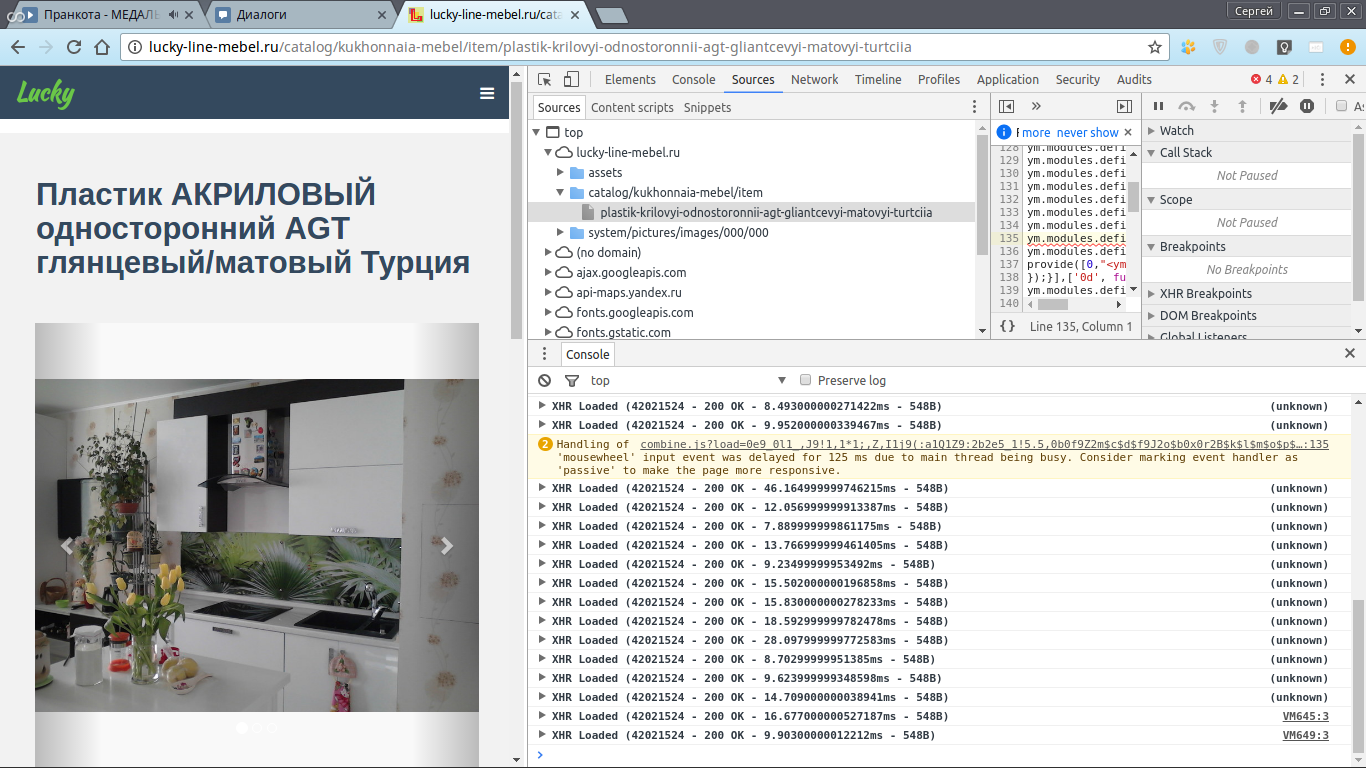 Пранкота - МЕДАЛЬ
Диалоги
lucky-line-mebel.ru/cata
Сергей
lucky-line-mebel.ru/catalog/kukhonnaia-mebel/item/plastik-krilovyi-odnostoronnii-agt-gliantcevyi-matovyi-turtciia
Lucky
Пластик АКРИЛОВЫЙ
односторонний AGT
глянцевый/матовый Турция
Elements Console Sources Network Timeline Profiles Application Security Audits
4 2
Sources Content scripts Snippets
top
lucky-line-mebel.ru
assets
catalog/kukhonnaia-mebel/item
plastik-krilovyi-odnostoronnii-agt-gliantcevyi-matovyi-turtciia
system/pictures/images/000/000
(no domain)
ajax.googleapis.com
api-maps.yandex.ru
fonts.googleapis.com
fonts.gstatic.com
more never show
128 ym.modules.defi
129 ym.modules.defi
130 ym.modules.defi
131 ym.modules.defi
132 ym.modules.defi
133 ym.modules.defi
134 ym.modules.defi
135 ym.modules.defi
136 ym.modules.defi
137 provide([0,"<ym
138 });}],['0d', fu
139 ym.modules.defi
140
{} Line 135, Column 1
As
Watch
Call Stack
Not Paused
Scope
Not Paused
Breakpoints
No Breakpoints
XHR Breakpoints
DOM Breakpoints
Global Listeners
Console
top
Preserve log
XHR Loaded (42021524 - 200 OK - 8.493000000271422ms - 548B) (unknown)
XHR Loaded (42021524 - 200 OK - 9.952000000339467ms - 548B) (unknown)
2 Handling of combine.js?load=0e9_0l1_,J9!1,1*1;,Z,I1j9(:a1Q1Z9:2b2e5_1!5.5,0b0f9Z2m$c$d$f9J2o$b0x0r2B$k$l$m$o$p$…:135
'mousewheel' input event was delayed for 125 ms due to main thread being busy. Consider marking event handler as
'passive' to make the page more responsive.
XHR Loaded (42021524 - 200 OK - 46.164999999746215ms - 548B) (unknown)
XHR Loaded (42021524 - 200 OK - 12.056999999913387ms - 548B) (unknown)
XHR Loaded (42021524 - 200 OK - 7.889999999861175ms - 548B) (unknown)
XHR Loaded (42021524 - 200 OK - 13.766999999461405ms - 548B) (unknown)
XHR Loaded (42021524 - 200 OK - 9.23499999953492ms - 548B) (unknown)
XHR Loaded (42021524 - 200 OK - 15.502000000196858ms - 548B) (unknown)
XHR Loaded (42021524 - 200 OK - 15.830000000278233ms - 548B) (unknown)
XHR Loaded (42021524 - 200 OK - 18.592999999782478ms - 548B) (unknown)
XHR Loaded (42021524 - 200 OK - 28.097999999772583ms - 548B) (unknown)
XHR Loaded (42021524 - 200 OK - 8.70299999951385ms - 548B) (unknown)
XHR Loaded (42021524 - 200 OK - 9.623999999348598ms - 548B) (unknown)
XHR Loaded (42021524 - 200 OK - 14.709000000038941ms - 548B) (unknown)
XHR Loaded (42021524 - 200 OK - 16.677000000527187ms - 548B) VM645:3
XHR Loaded (42021524 - 200 OK - 9.90300000012212ms - 548B) VM649:3